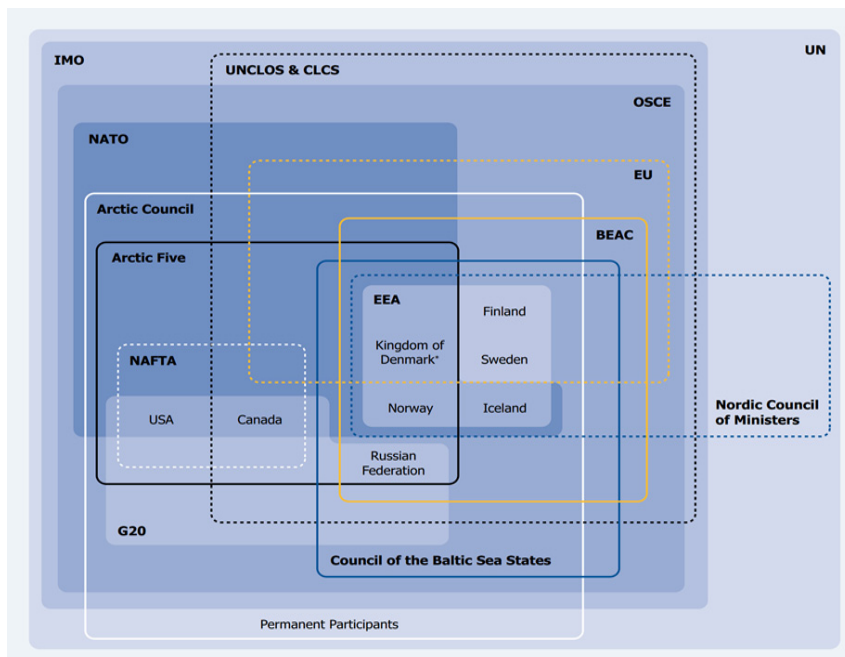 UN
IMO
UNCLOS & CLCS
OSCE
NATO
EU
Arctic Council
BEAC
Arctic Five
EEA
Finland
Kingdom of
Denmark*
Sweden
NAFTA
Norway
Iceland
Nordic Council
of Ministers
USA
Canada
Russian
Federation
G20
Council of the Baltic Sea States
Permanent Participants